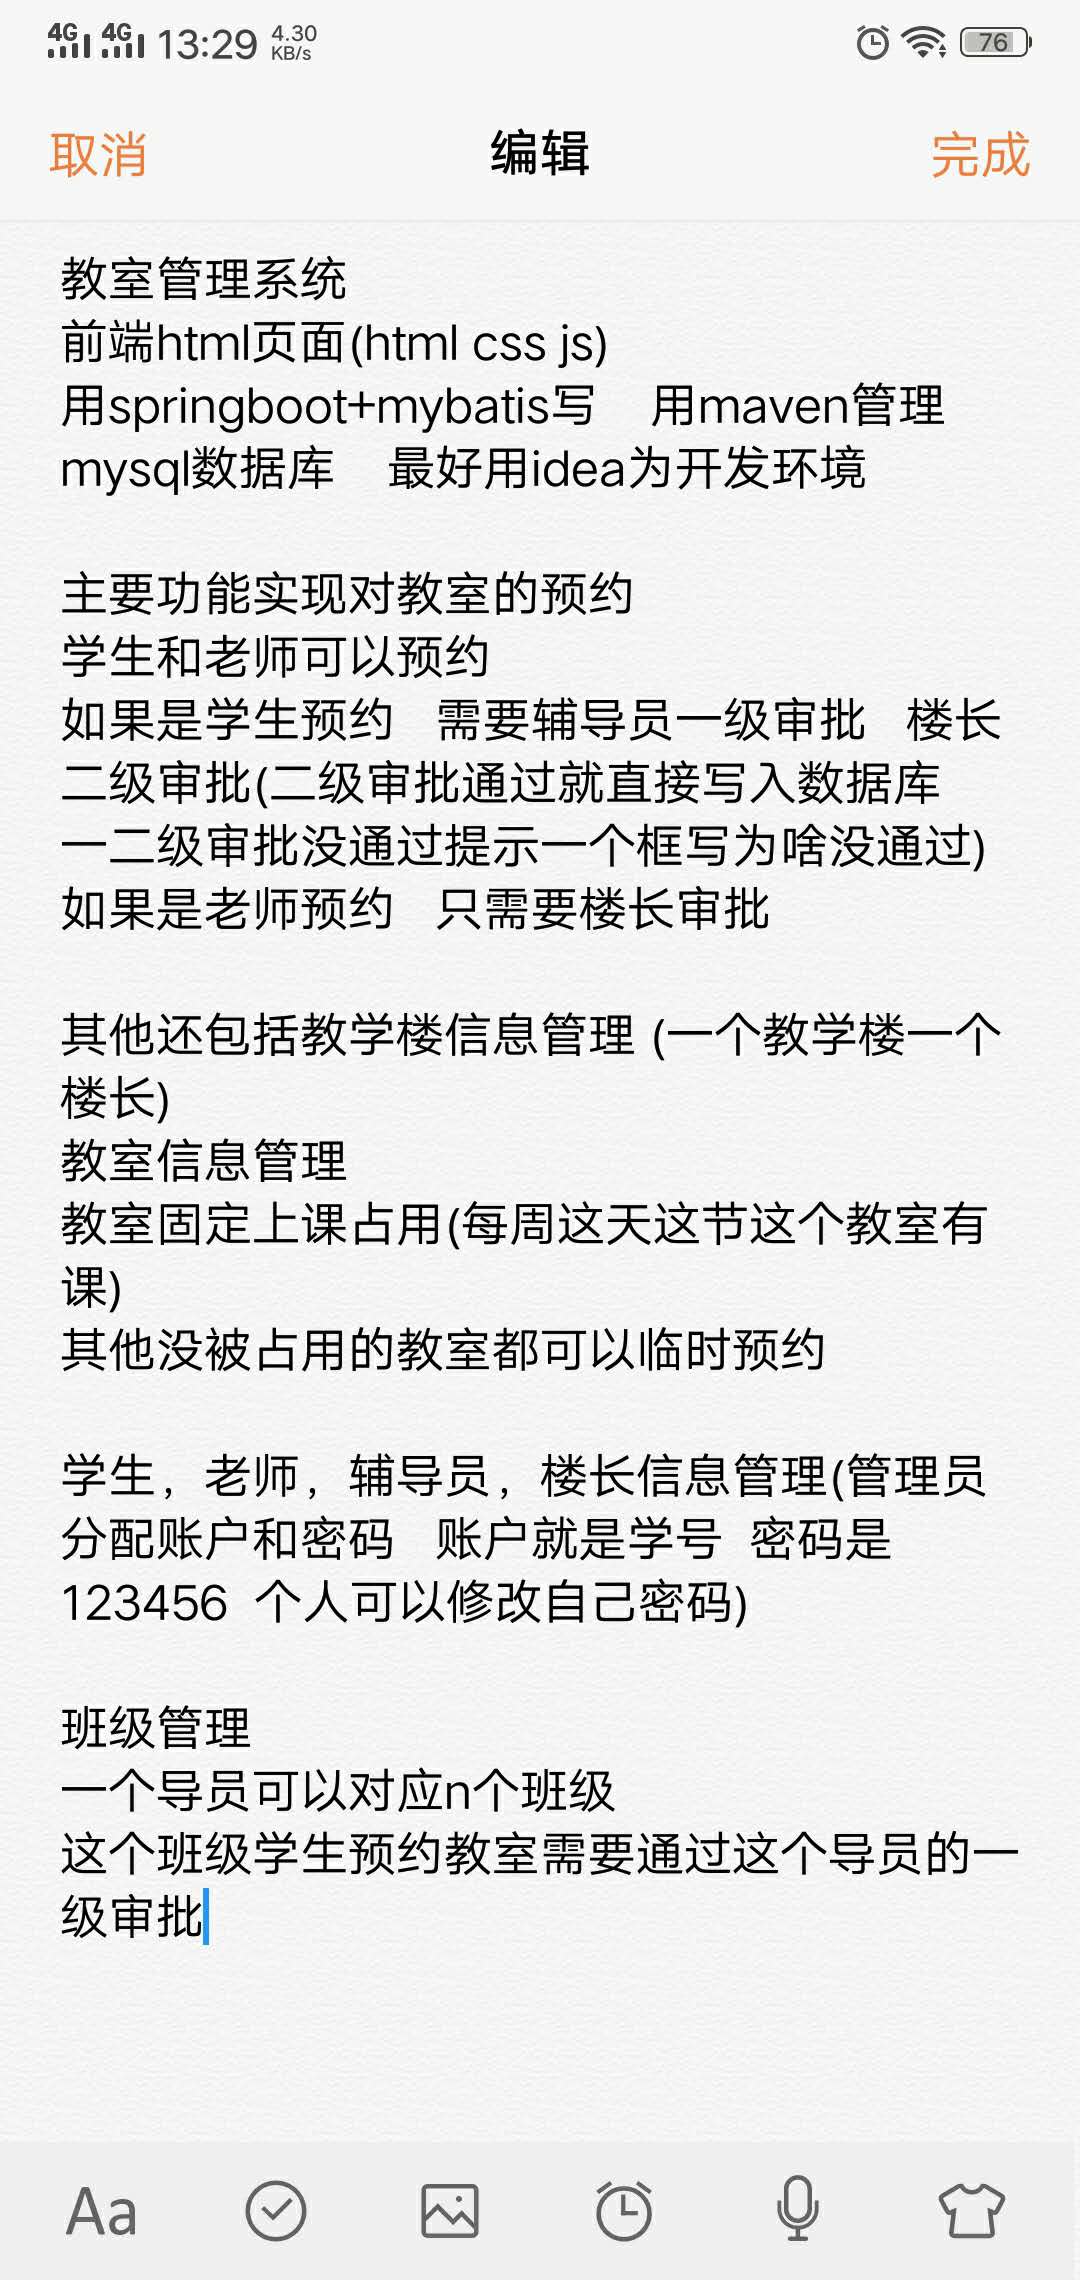 4G 4G 13:29 4.30 KB/s 76
取消 编辑 完成
教室管理系统
前端html页面(html css js)
用springboot+mybatis写 用maven管理
mysql数据库 最好用idea为开发环境
主要功能实现对教室的预约
学生和老师可以预约
如果是学生预约 需要辅导员一级审批 楼长
二级审批(二级审批通过就直接写入数据库
一二级审批没通过提示一个框写为啥没通过)
如果是老师预约 只需要楼长审批
其他还包括教学楼信息管理 (一个教学楼一个
楼长)
教室信息管理
教室固定上课占用(每周这天这节这个教室有
课)
其他没被占用的教室都可以临时预约
学生，老师，辅导员，楼长信息管理(管理员
分配账户和密码 账户就是学号 密码是
123456 个人可以修改自己密码)
班级管理
一个导员可以对应n个班级
这个班级学生预约教室需要通过这个导员的一
级审批
Aa